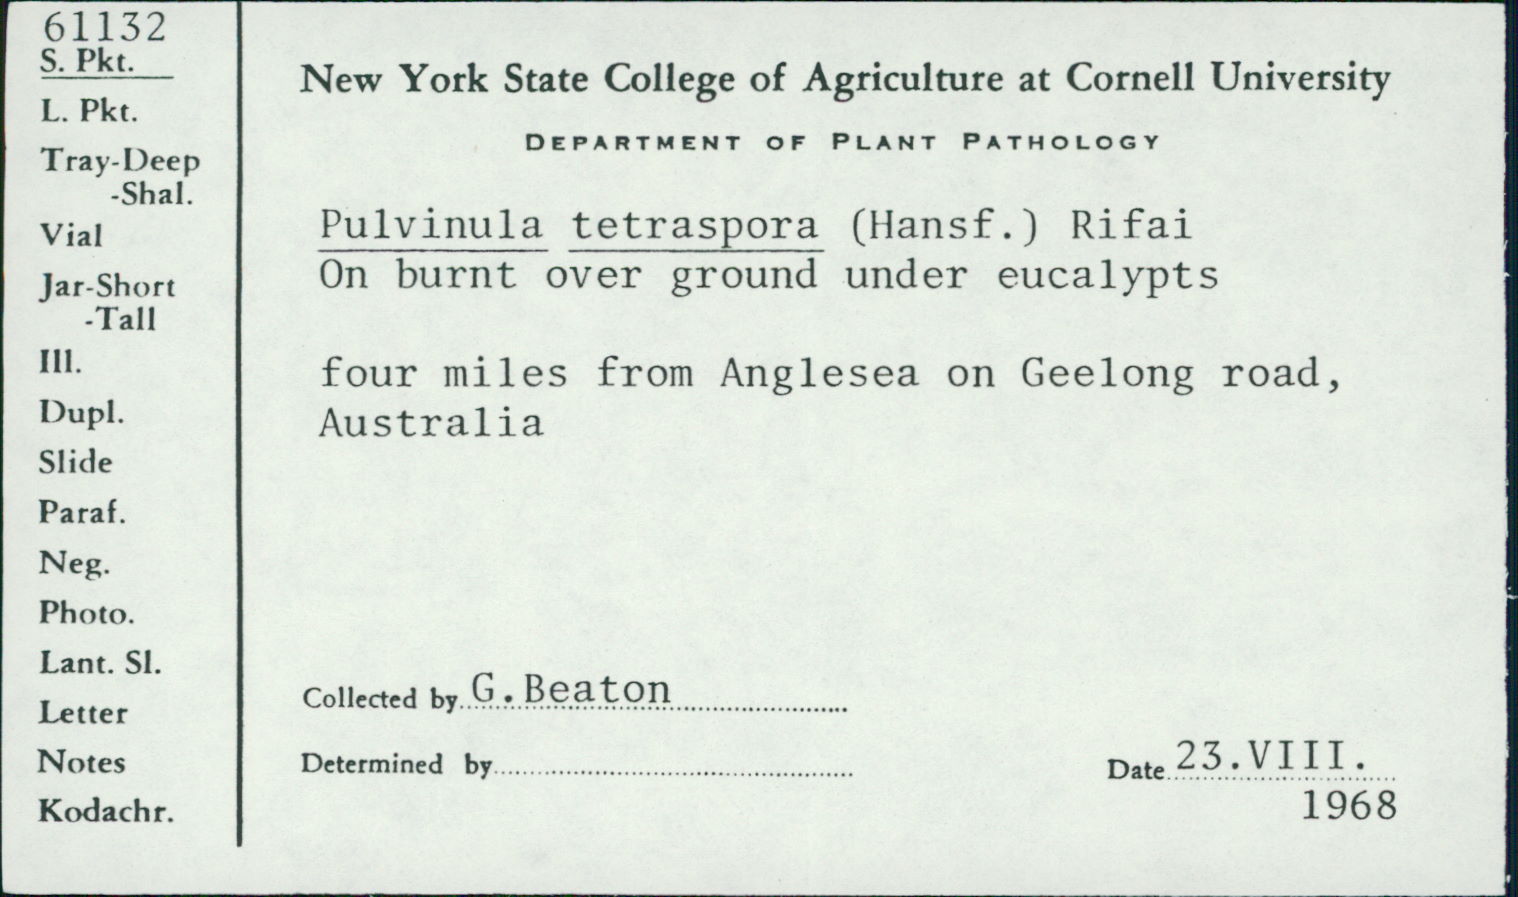 61132
S. Pkt.
L. Pkt.
Tray-Deep
-Shal.
Vial
Jar-Short
-Tall
Ill.
Dupl.
Slide
Paraf.
Neg.
Photo.
Lant. Sl.
Letter
Notes
Kodachr.
New York State College of Agriculture at Cornell University
DEPARTMENT OF PLANT PATHOLOGY
Pulvinula tetraspora (Hansf.) Rifai
On burnt over ground under eucalypts
four miles from Anglesea on Geelong road,
Australia
Collected by G.Beaton
Determined by
Date 23.VIII.
1968